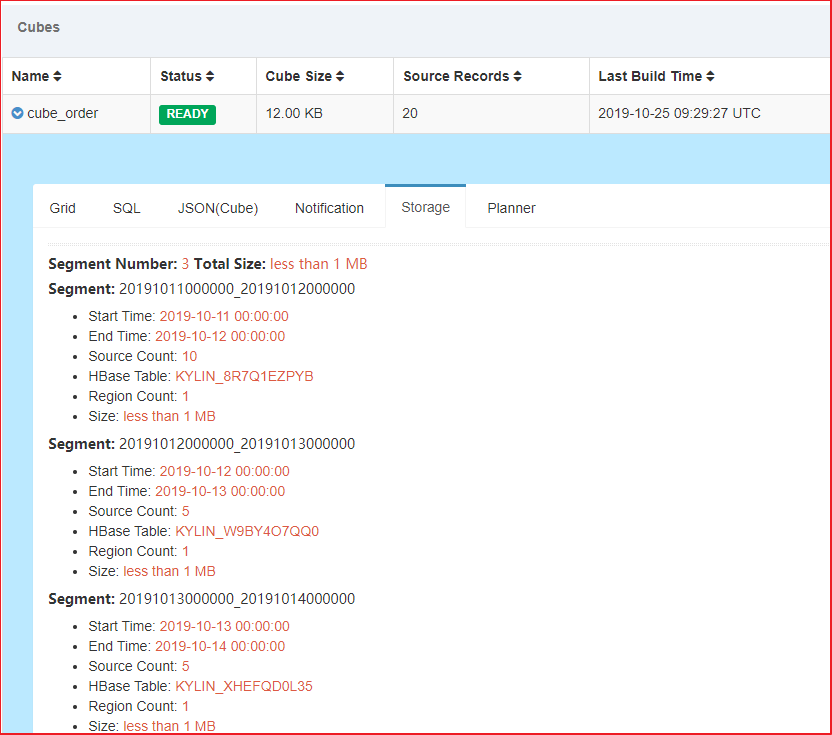 Cubes
Name Status Cube Size Source Records Last Build Time
cube_order READY 12.00 KB 20 2019-10-25 09:29:27 UTC
Grid SQL JSON(Cube) Notification Storage Planner
Segment Number: 3 Total Size: less than 1 MB
Segment: 20191011000000_20191012000000
Start Time: 2019-10-11 00:00:00
End Time: 2019-10-12 00:00:00
Source Count: 10
HBase Table: KYLIN_8R7Q1EZPYB
Region Count: 1
Size: less than 1 MB
Segment: 20191012000000_20191013000000
Start Time: 2019-10-12 00:00:00
End Time: 2019-10-13 00:00:00
Source Count: 5
HBase Table: KYLIN_W9BY4O7QQ0
Region Count: 1
Size: less than 1 MB
Segment: 20191013000000_20191014000000
Start Time: 2019-10-13 00:00:00
End Time: 2019-10-14 00:00:00
Source Count: 5
HBase Table: KYLIN_XHEFQD0L35
Region Count: 1
Size: less than 1 MB